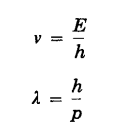 ν = E/h
λ = h/p